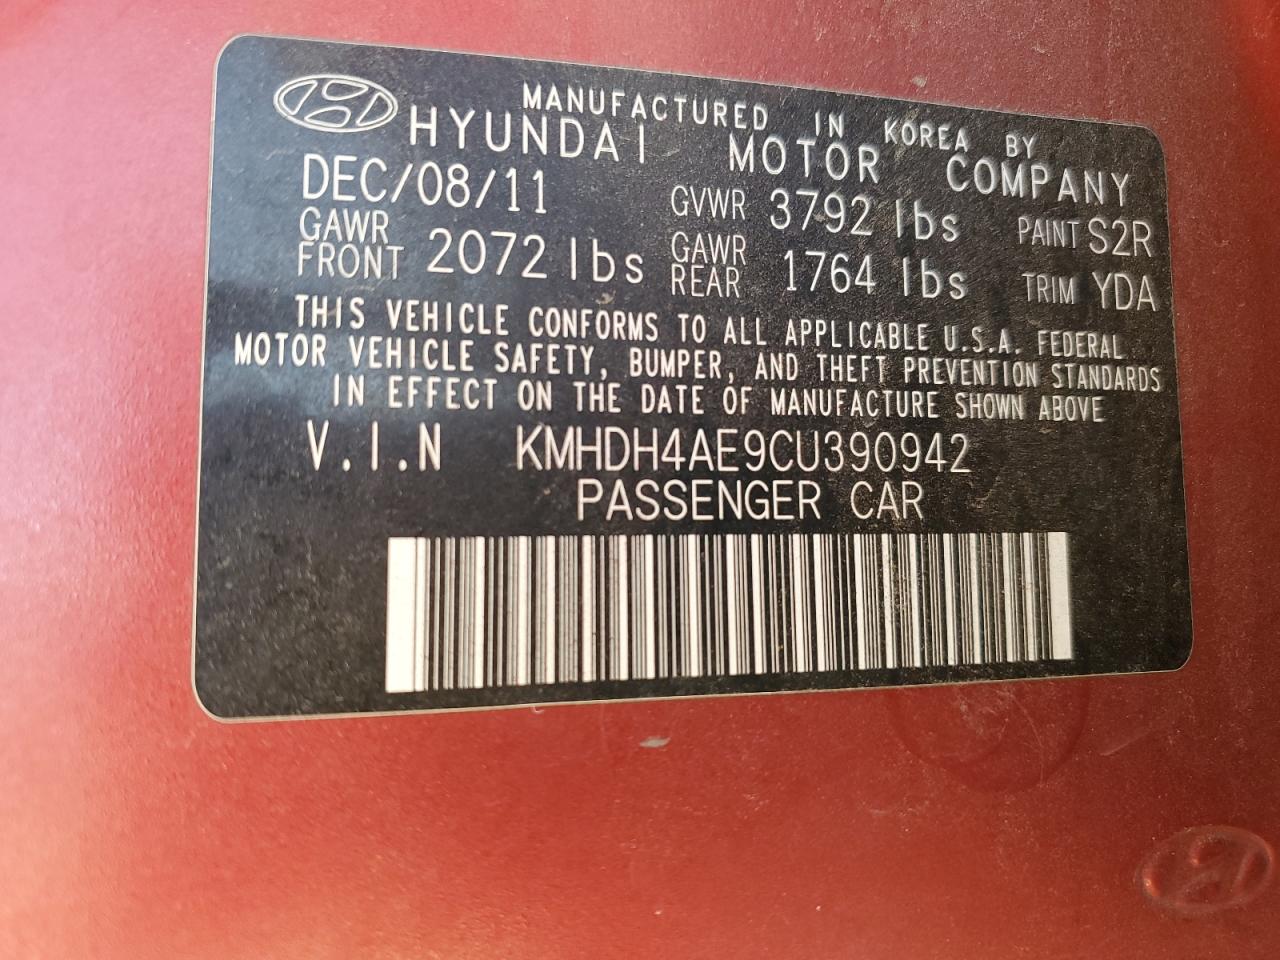 MANUFACTURED IN KOREA BY
HYUNDAI MOTOR COMPANY
DEC/08/11 GVWR 3792 lbs PAINT S2R
GAWR FRONT 2072 lbs GAWR REAR 1764 lbs TRIM YDA
THIS VEHICLE CONFORMS TO ALL APPLICABLE U.S.A. FEDERAL
MOTOR VEHICLE SAFETY, BUMPER, AND THEFT PREVENTION STANDARDS
IN EFFECT ON THE DATE OF MANUFACTURE SHOWN ABOVE
V.I.N KMHDH4AE9CU390942
PASSENGER CAR